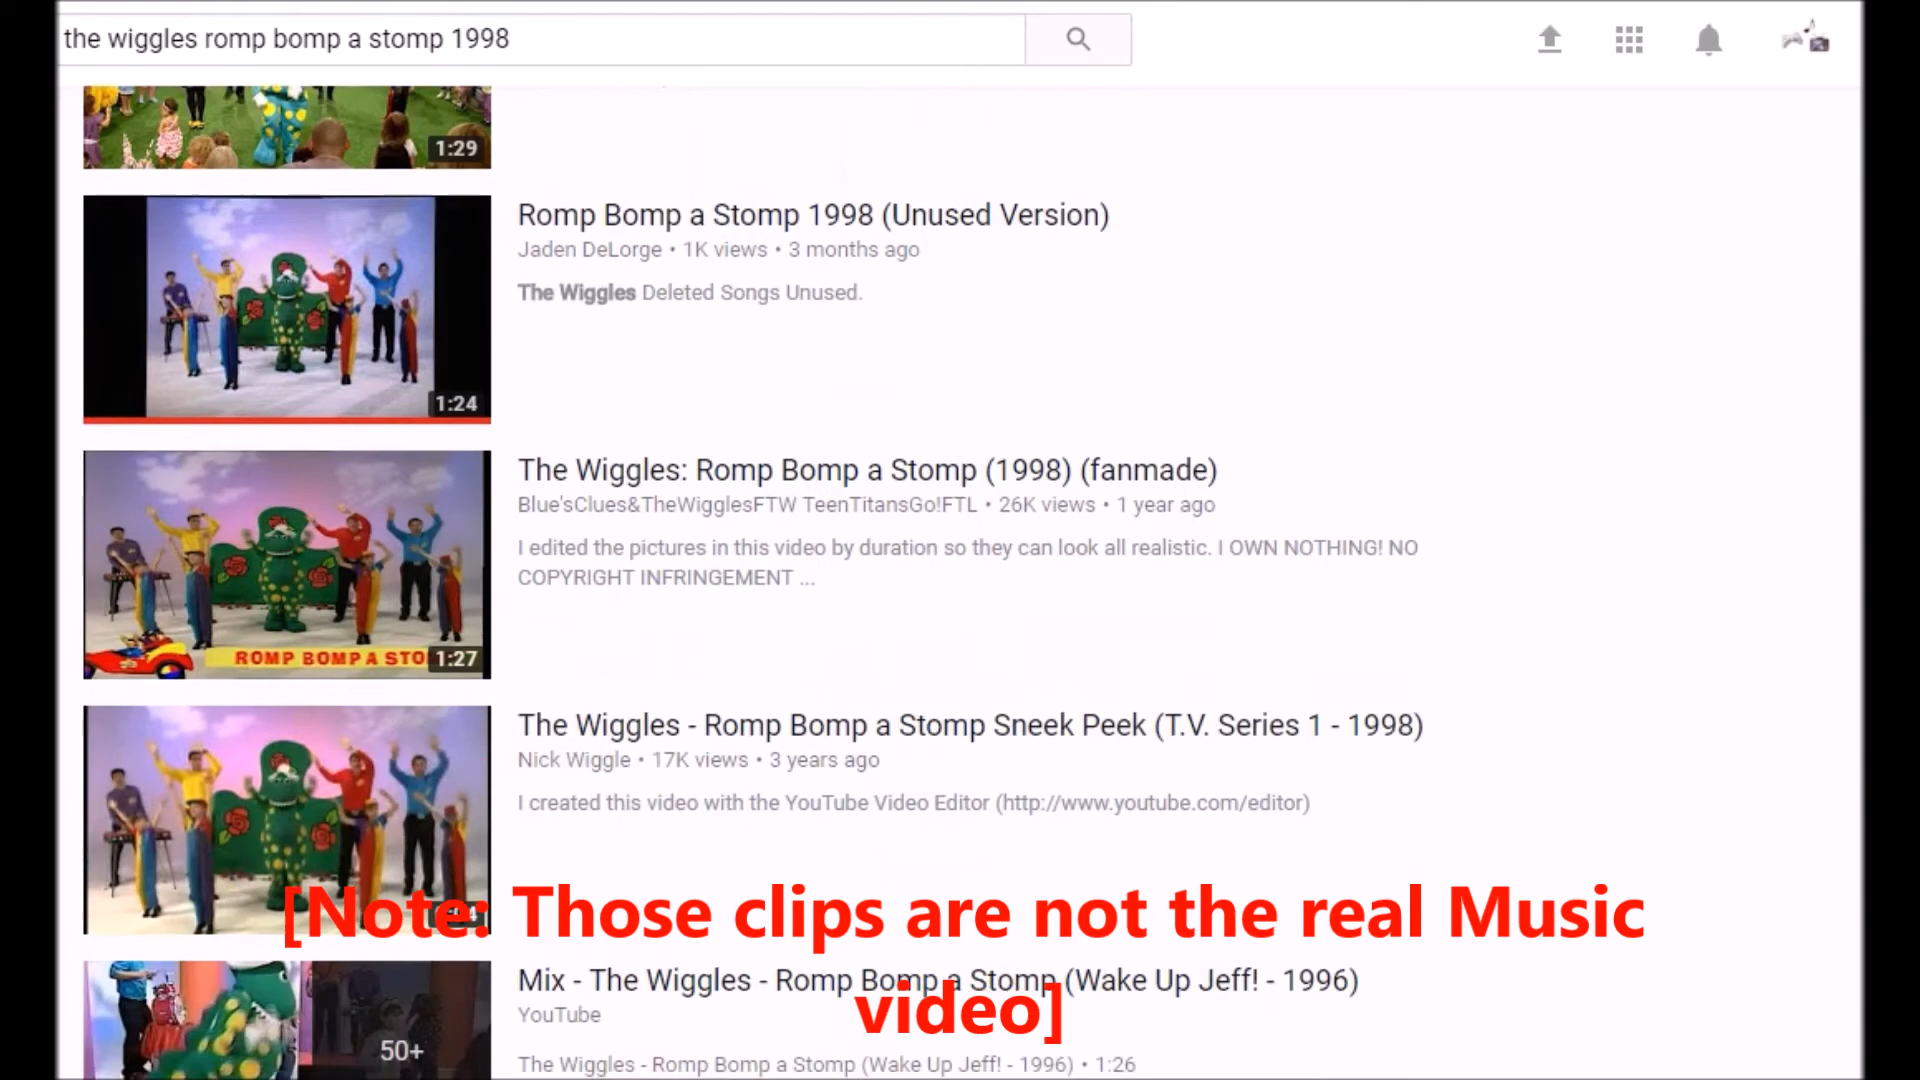 the wiggles romp bomp a stomp 1998
1:29
Romp Bomp a Stomp 1998 (Unused Version)
Jaden DeLorge • 1K views • 3 months ago
The Wiggles Deleted Songs Unused.
1:24
The Wiggles: Romp Bomp a Stomp (1998) (fanmade)
Blue'sClues&TheWigglesFTW TeenTitansGo!FTL • 26K views • 1 year ago
I edited the pictures in this video by duration so they can look all realistic. I OWN NOTHING! NO
COPYRIGHT INFRINGEMENT ...
ROMP BOMP A STO
1:27
The Wiggles - Romp Bomp a Stomp Sneek Peek (T.V. Series 1 - 1998)
Nick Wiggle • 17K views • 3 years ago
I created this video with the YouTube Video Editor (http://www.youtube.com/editor)
[Note: Those clips are not the real Music
video]
Mix - The Wiggles - Romp Bomp a Stomp (Wake Up Jeff! - 1996)
YouTube
50+
The Wiggles - Romp Bomp a Stomp (Wake Up Jeff! - 1996) • 1:26